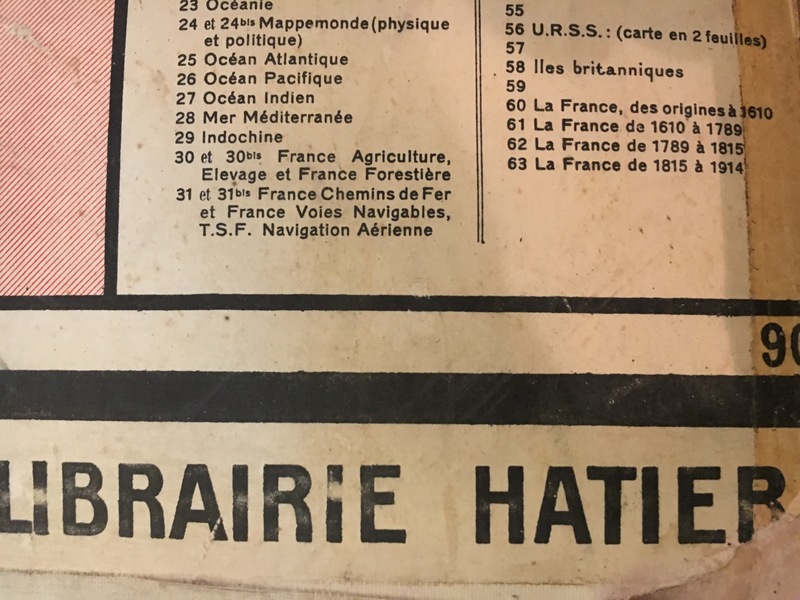 23 Océanie
24 et 24bis Mappemonde (physique
et politique)
25 Océan Atlantique
26 Océan Pacifique
27 Océan Indien
28 Mer Méditerranée
29 Indochine
30 et 30bis France Agriculture,
Elevage et France Forestière
31 et 31bis France Chemins de Fer
et France Voies Navigables,
T.S.F. Navigation Aérienne
55
56 U.R.S.S. : (carte en 2 feuilles)
57
58 Iles britanniques
59
60 La France, des origines à 1610
61 La France de 1610 à 1789
62 La France de 1789 à 1815
63 La France de 1815 à 1914
90
LIBRAIRIE HATIER